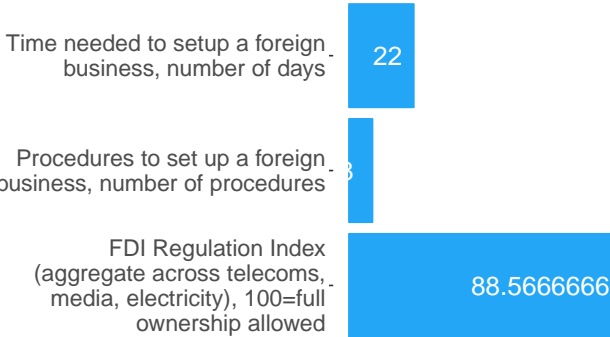 Time needed to setup a foreign
business, number of days
22
Procedures to set up a foreign
business, number of procedures
FDI Regulation Index
(aggregate across telecoms,
media, electricity), 100=full
ownership allowed
88.5666666